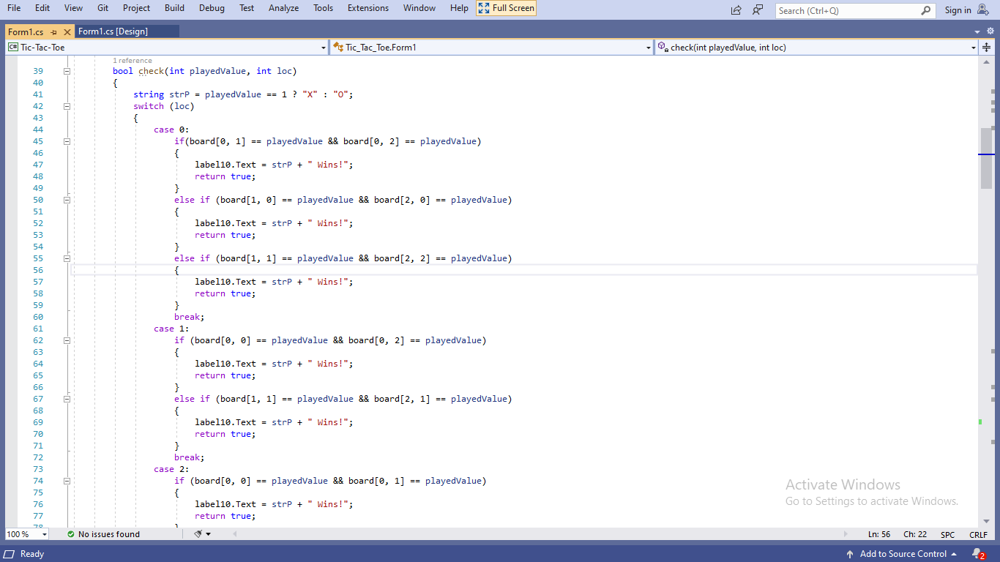 File Edit View Git Project Build Debug Test Analyze Tools Extensions Window Help Full Screen Search (Ctrl+Q) Sign in
Form1.cs Form1.cs [Design]
C# Tic-Tac-Toe Tic_Tac_Toe.Form1 check(int playedValue, int loc)
1 reference
39 bool check(int playedValue, int loc)
40 {
41 string strP = playedValue == 1 ? "X" : "O";
42 switch (loc)
43 {
44 case 0:
45 if(board[0, 1] == playedValue && board[0, 2] == playedValue)
46 {
47 label10.Text = strP + " Wins!";
48 return true;
49 }
50 else if (board[1, 0] == playedValue && board[2, 0] == playedValue)
51 {
52 label10.Text = strP + " Wins!";
53 return true;
54 }
55 else if (board[1, 1] == playedValue && board[2, 2] == playedValue)
56 {
57 label10.Text = strP + " Wins!";
58 return true;
59 }
60 break;
61 case 1:
62 if (board[0, 0] == playedValue && board[0, 2] == playedValue)
63 {
64 label10.Text = strP + " Wins!";
65 return true;
66 }
67 else if (board[1, 1] == playedValue && board[2, 1] == playedValue)
68 {
69 label10.Text = strP + " Wins!";
70 return true;
71 }
72 break;
73 case 2:
74 if (board[0, 0] == playedValue && board[0, 1] == playedValue)
75 {
76 label10.Text = strP + " Wins!";
77 return true;
78 }
Activate Windows
Go to Settings to activate Windows.
100 % No issues found Ln: 56 Ch: 22 SPC CRLF
Ready Add to Source Control 2